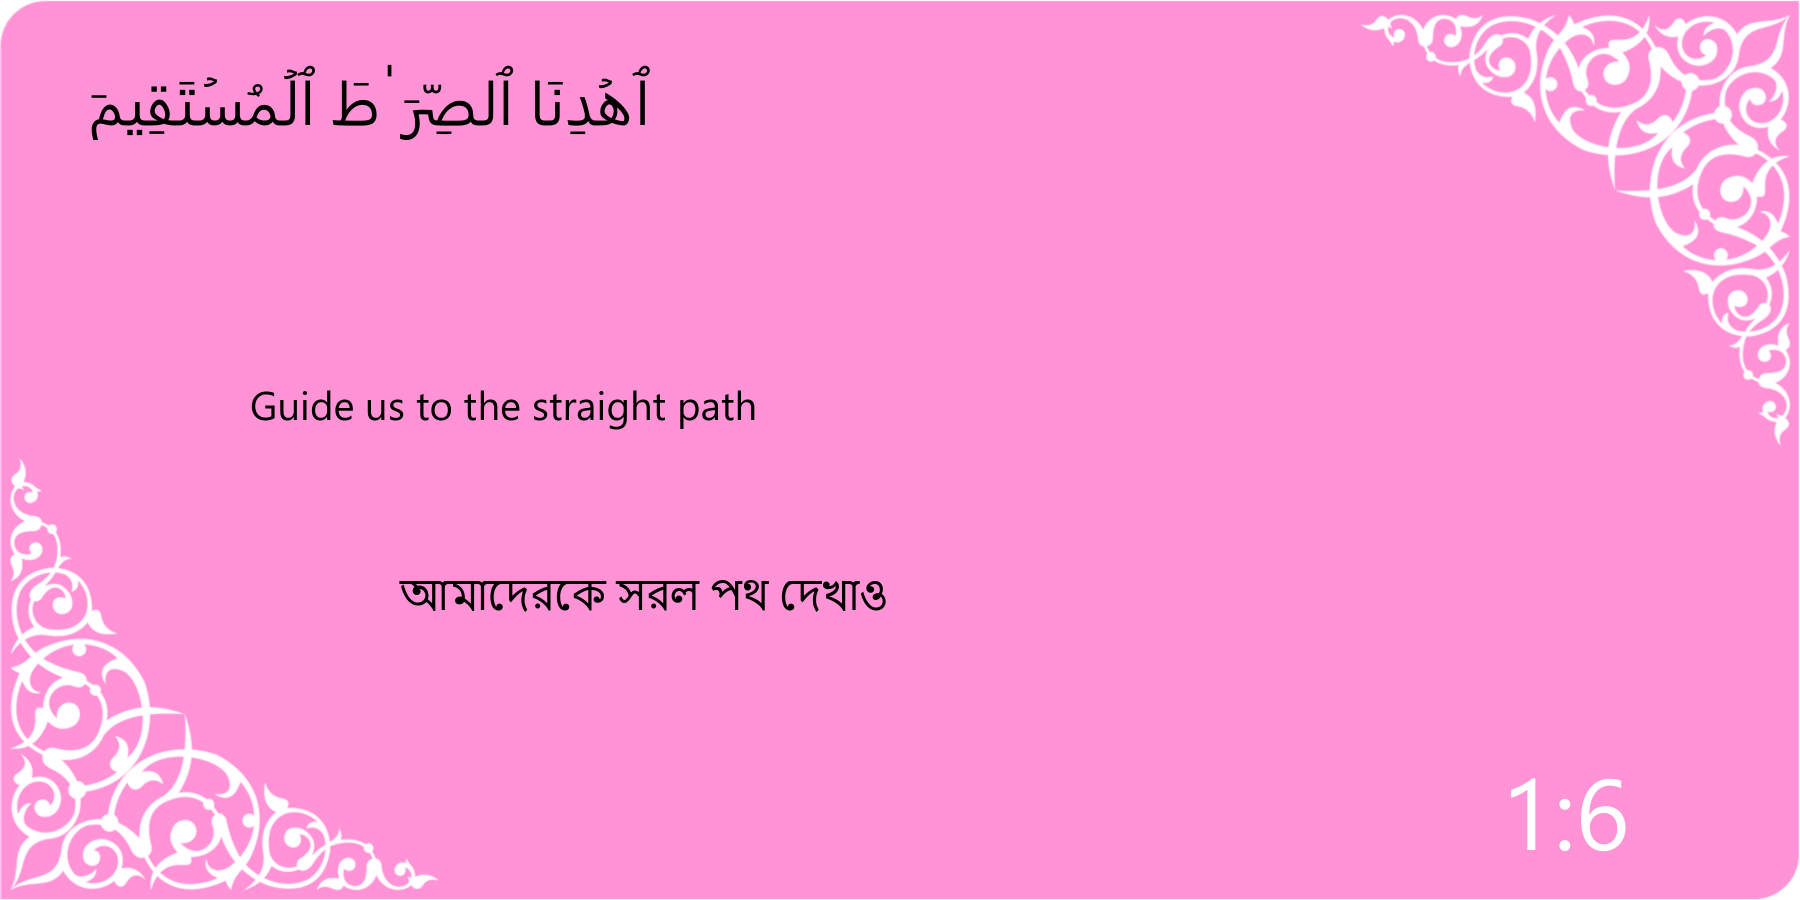 ٱهۡدِنَا ٱلصِّرَ ٰطَ ٱلۡمُسۡتَقِيمَ
Guide us to the straight path
আমাদেরকে সরল পথ দেখাও
1:6